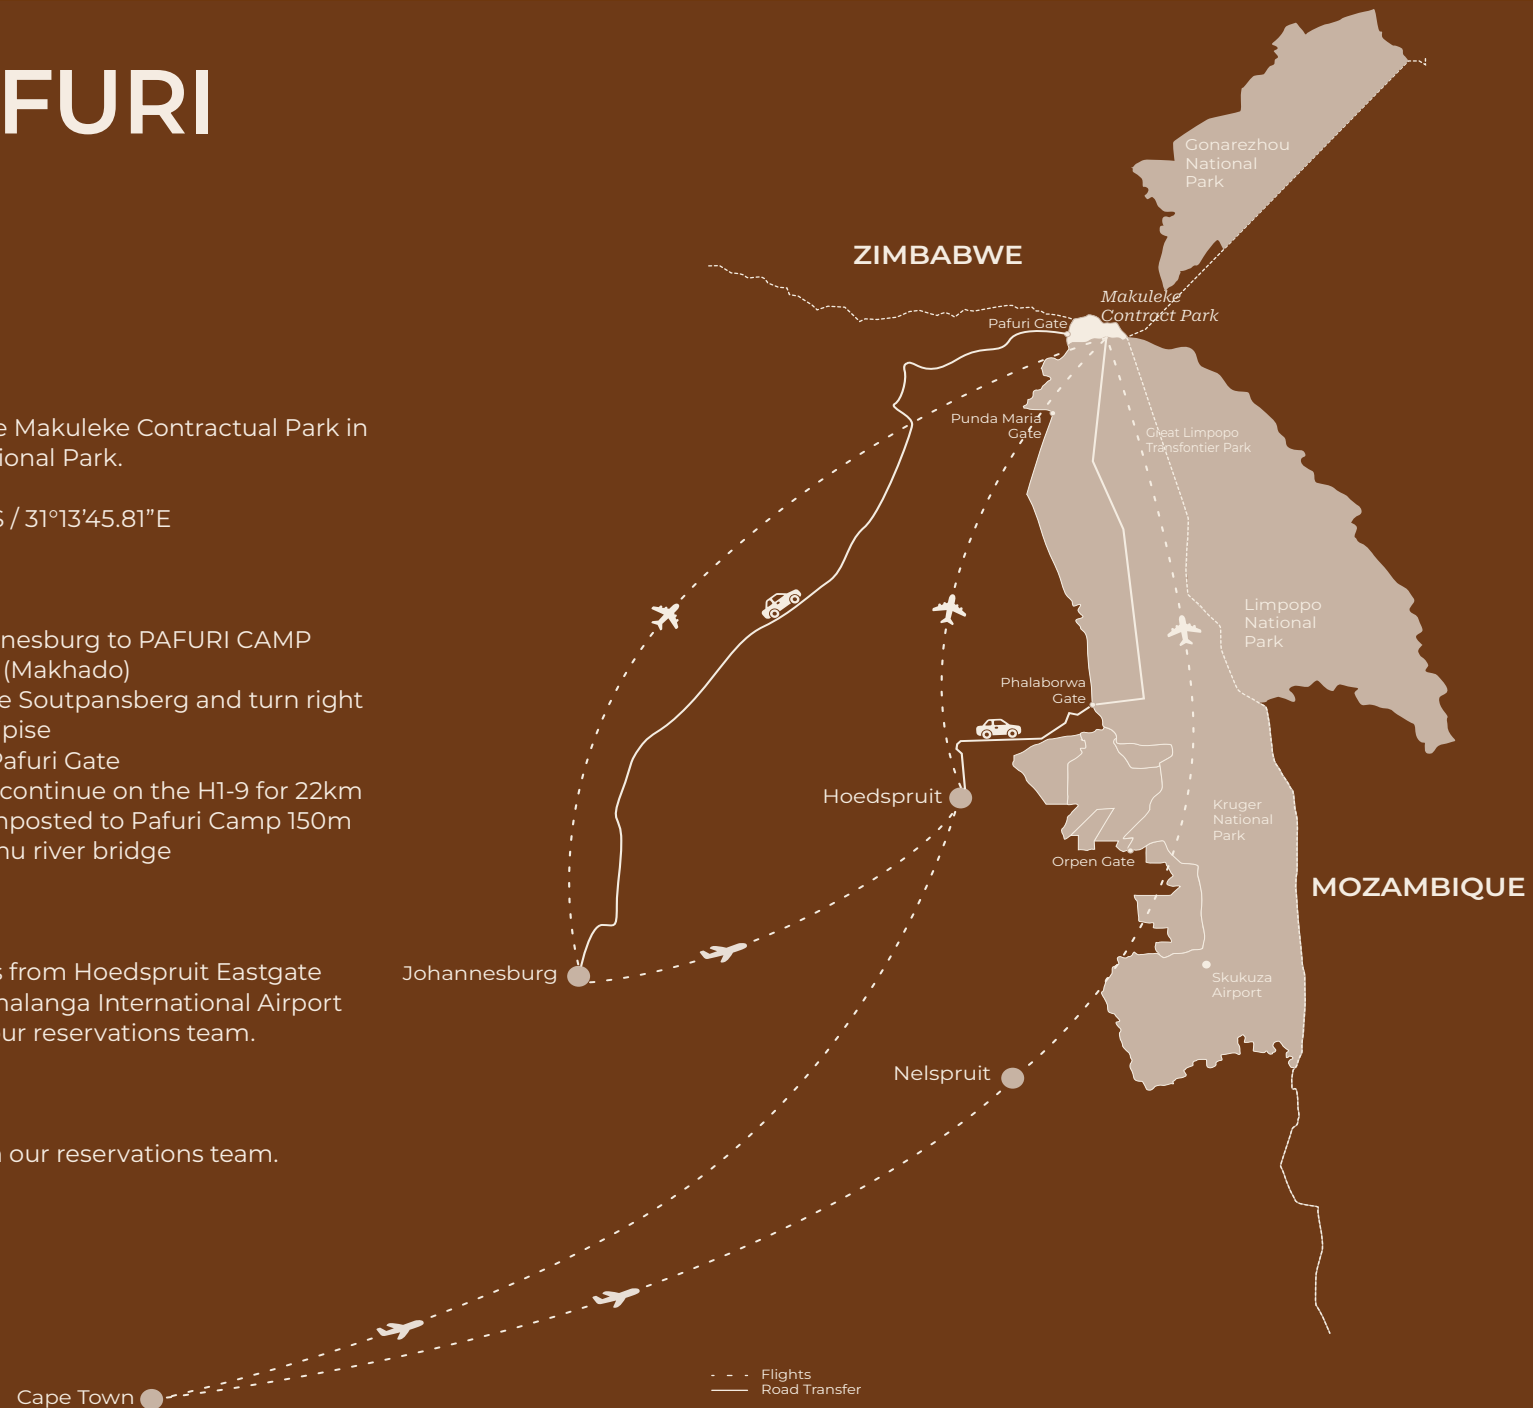 FURI
e Makuleke Contractual Park in
ional Park.
S / 31°13’45.81”E
nnesburg to PAFURI CAMP
(Makhado)
e Soutpansberg and turn right
pise
Pafuri Gate
continue on the H1-9 for 22km
nposted to Pafuri Camp 150m
hu river bridge
s from Hoedspruit Eastgate
nalanga International Airport
ur reservations team.
n our reservations team.
Gonarezhou
National
Park
ZIMBABWE
Makuleke
Contract Park
Pafuri Gate
Punda Maria
Gate
Great Limpopo
Transfontier Park
Limpopo
National
Park
Phalaborwa
Gate
Hoedspruit
Kruger
National
Park
Orpen Gate
MOZAMBIQUE
Johannesburg
Skukuza
Airport
Nelspruit
Cape Town
Flights
Road Transfer